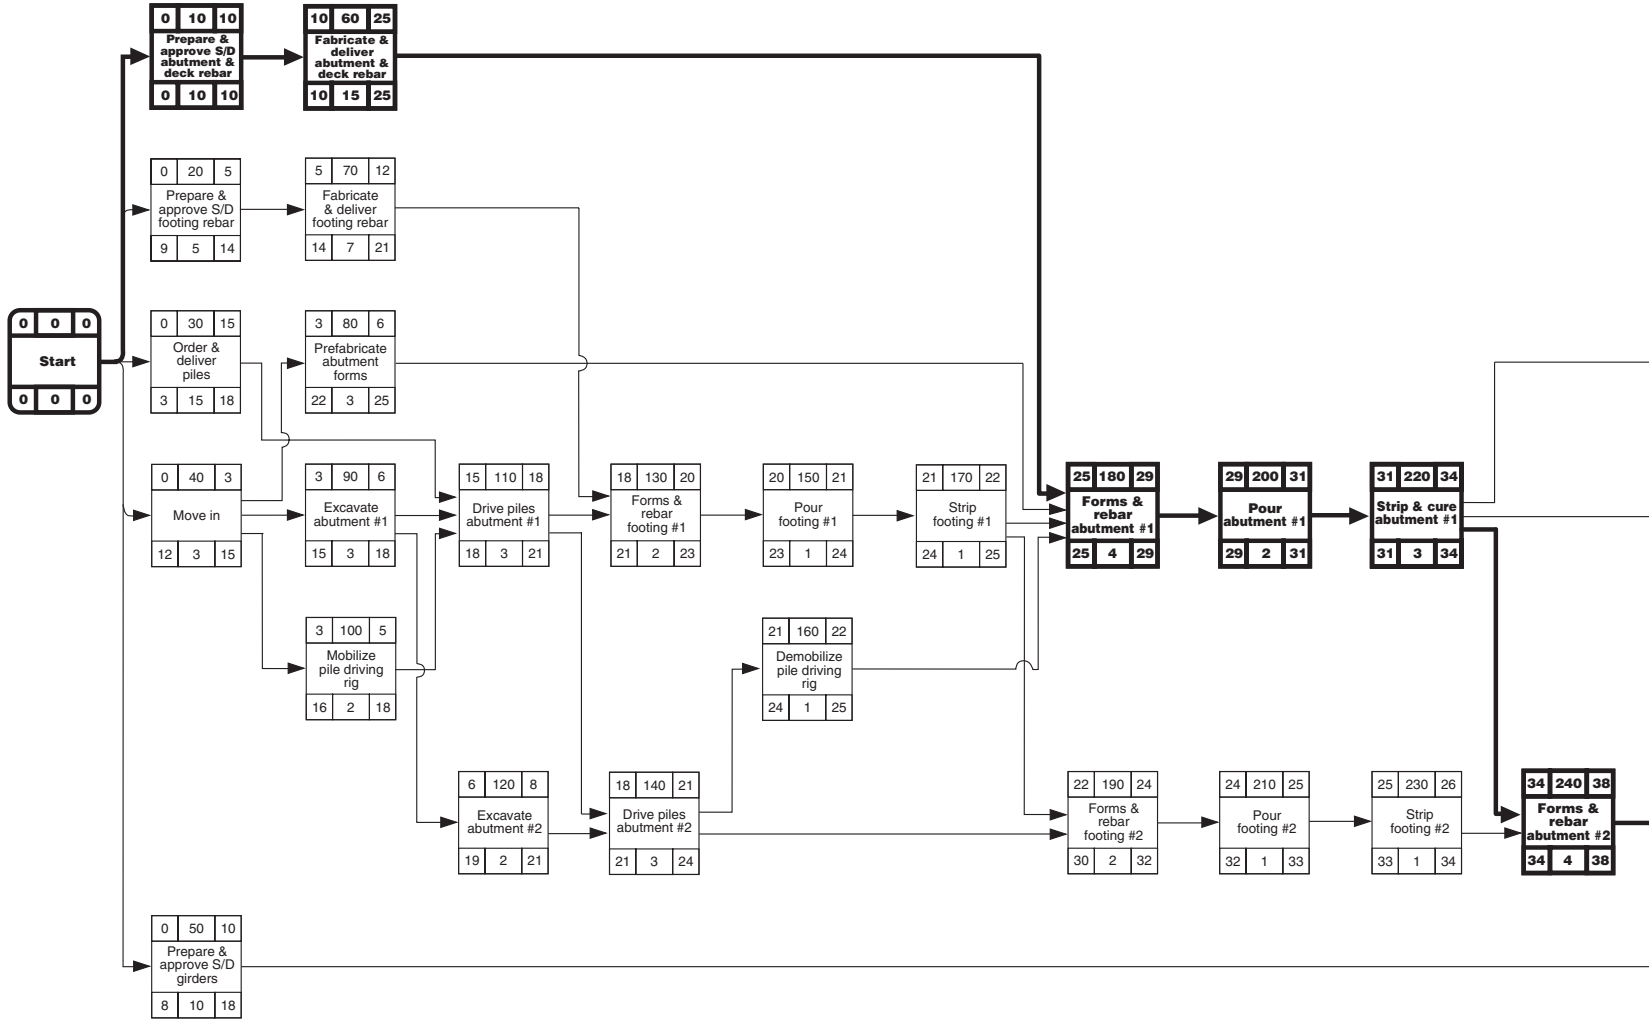 0 10 10
Prepare &
approve S/D
abutment &
deck rebar
0 10 10
10 60 25
Fabricate &
deliver
abutment &
deck rebar
10 15 25
0 20 5
Prepare &
approve S/D
footing rebar
9 5 14
5 70 12
Fabricate
& deliver
footing rebar
14 7 21
0 0 0
Start
0 0 0
0 30 15
Order &
deliver
piles
3 15 18
3 80 6
Prefabricate
abutment
forms
22 3 25
0 40 3
Move in
12 3 15
3 90 6
Excavate
abutment #1
15 3 18
15 110 18
Drive piles
abutment #1
18 3 21
18 130 20
Forms &
rebar
footing #1
21 2 23
20 150 21
Pour
footing #1
23 1 24
21 170 22
Strip
footing #1
24 1 25
25 180 29
Forms &
rebar
abutment #1
25 4 29
29 200 31
Pour
abutment #1
29 2 31
31 220 34
Strip & cure
abutment #1
31 3 34
3 100 5
Mobilize
pile driving
rig
16 2 18
21 160 22
Demobilize
pile driving
rig
24 1 25
6 120 8
Excavate
abutment #2
19 2 21
18 140 21
Drive piles
abutment #2
21 3 24
22 190 24
Forms &
rebar
footing #2
30 2 32
24 210 25
Pour
footing #2
32 1 33
25 230 26
Strip
footing #2
33 1 34
34 240 38
Forms &
rebar
abutment #2
34 4 38
0 50 10
Prepare &
approve S/D
girders
8 10 18